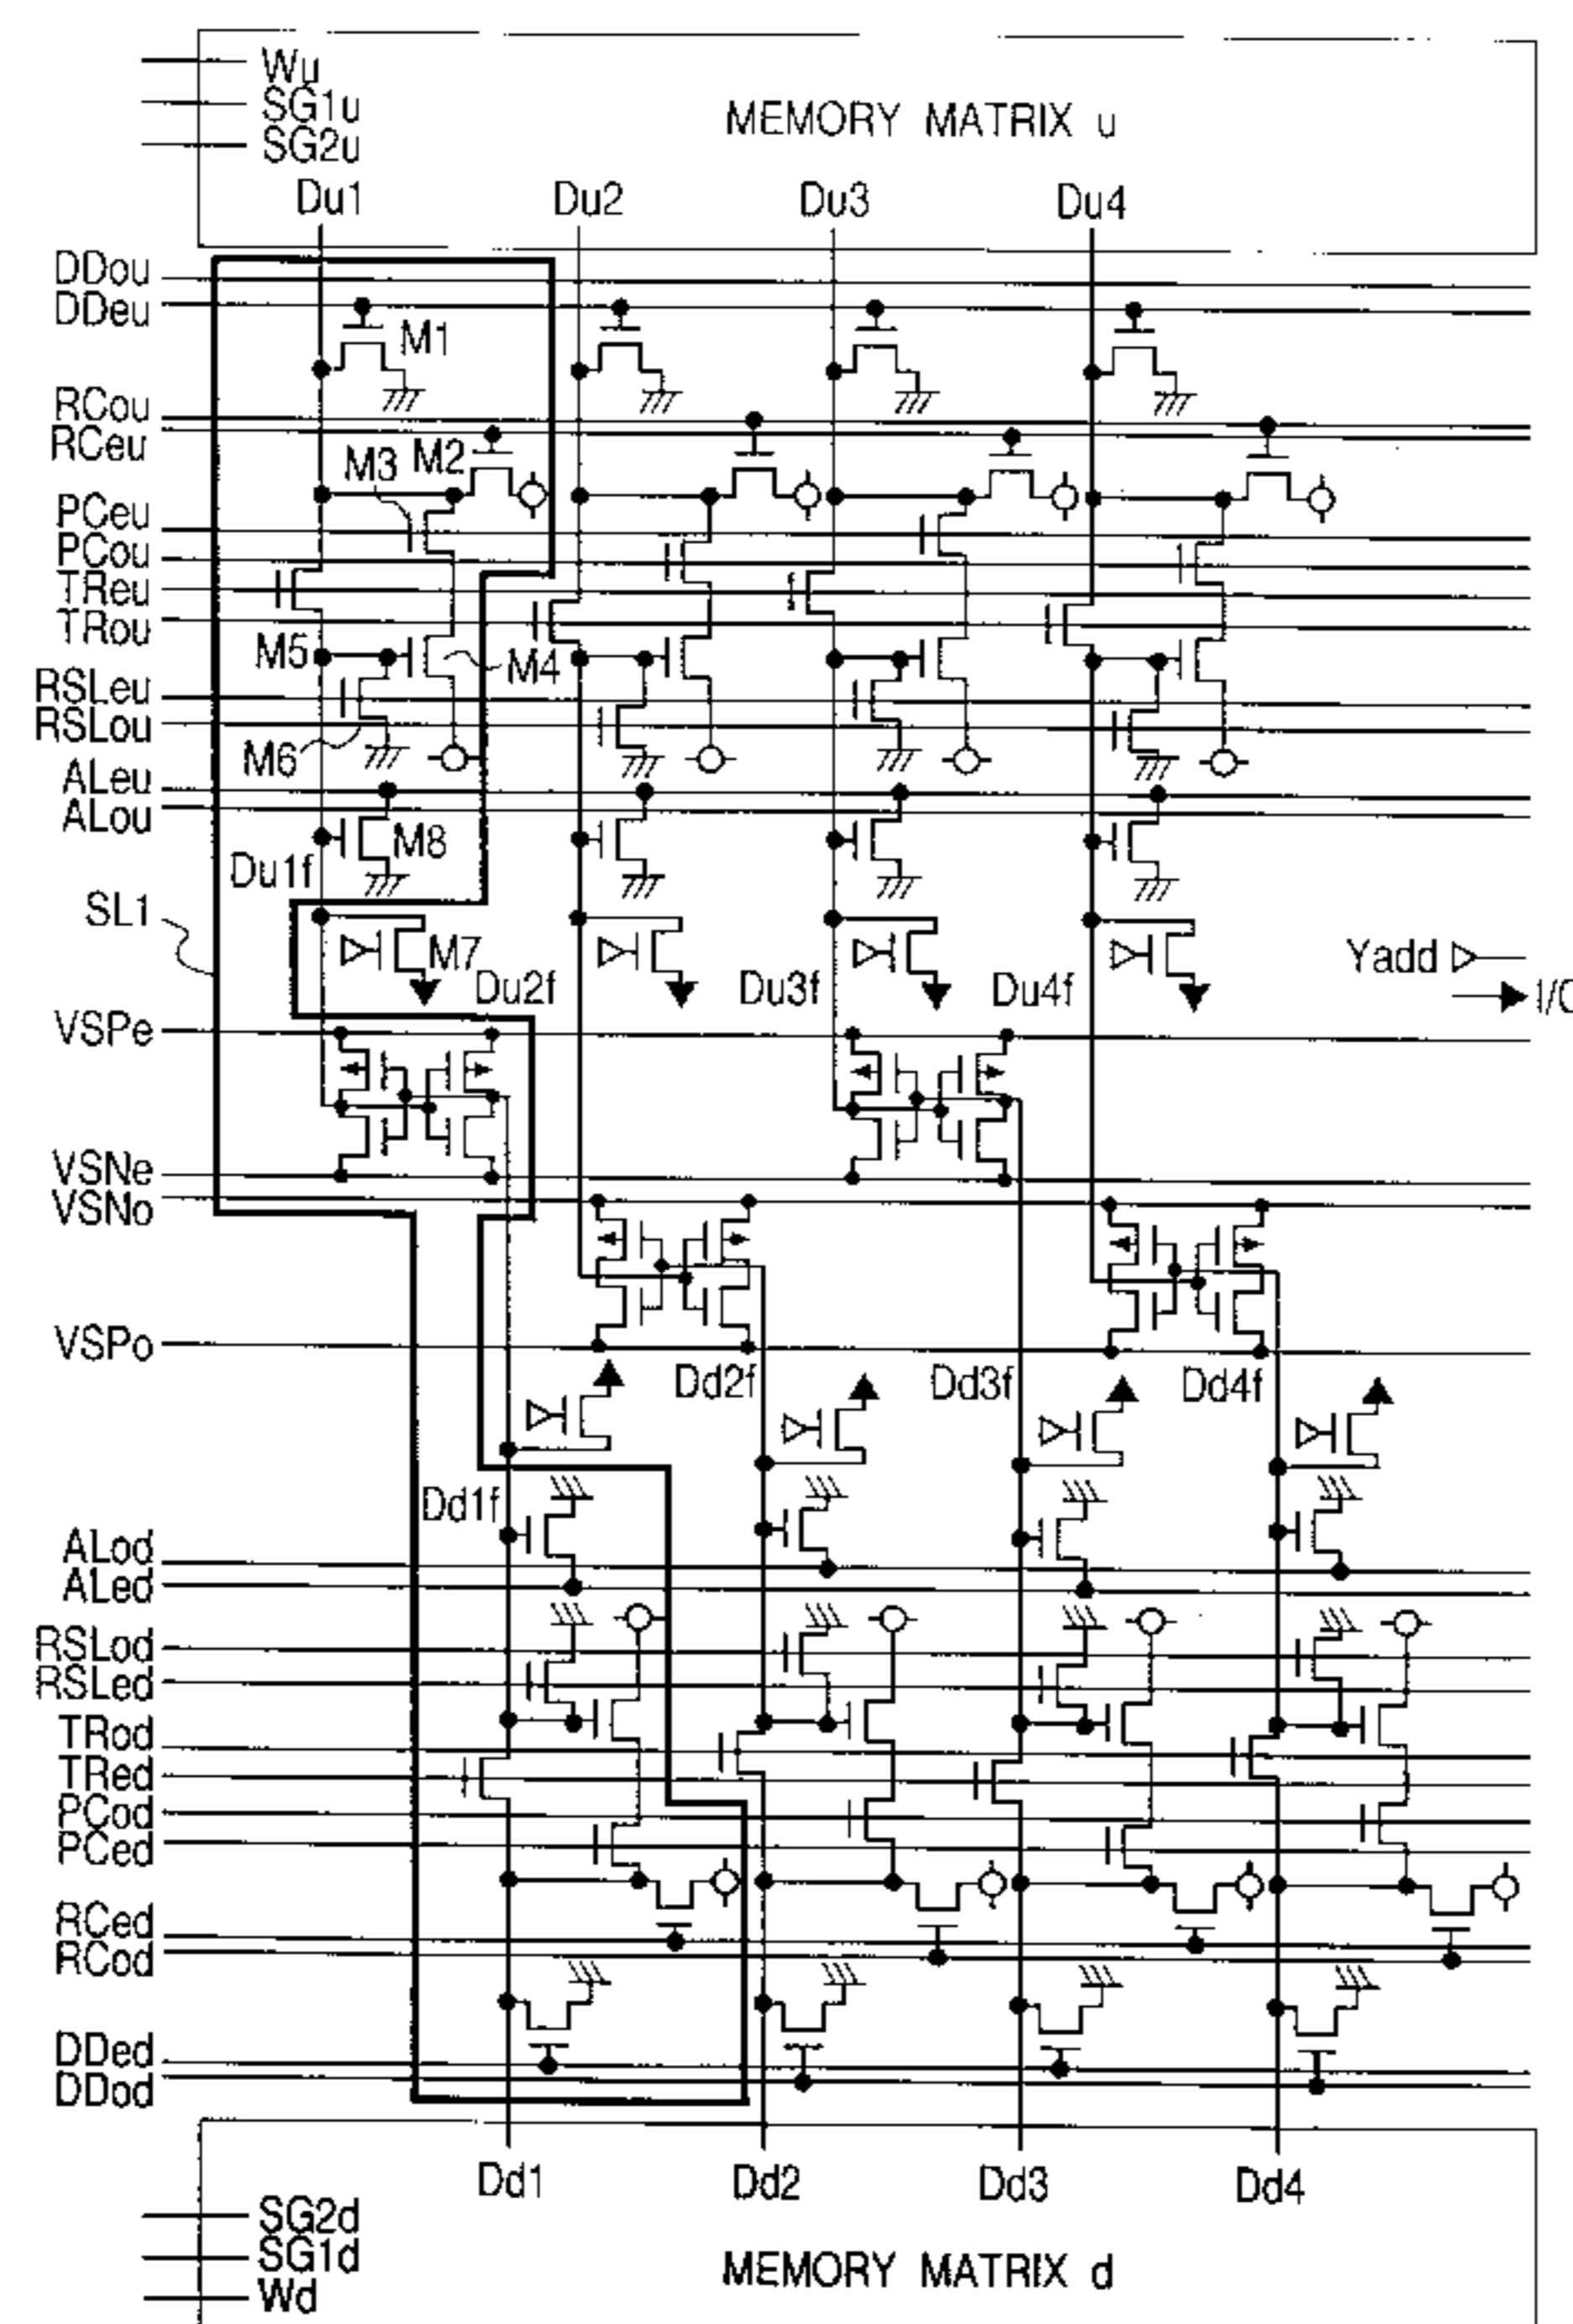 Wu
SG1u
SG2u
MEMORY MATRIX u
Du1 Du2 Du3 Du4
DDou
DDeu
M1
RCou
RCeu
M3 M2
PCeu
PCou
TReu
TRou
M5 M4
RSLeu
RSLou
M6
ALeu
ALou
M8
Du1f
SL1
M7
Du2f Du3f Du4f
Yadd
I/O
VSPe
VSNe
VSNo
VSPo
Dd2f Dd3f Dd4f
Dd1f
ALod
ALed
RSLod
RSLed
TRod
TRed
PCod
PCed
RCed
RCod
DDed
DDod
Dd1 Dd2 Dd3 Dd4
SG2d
SG1d
Wd
MEMORY MATRIX d